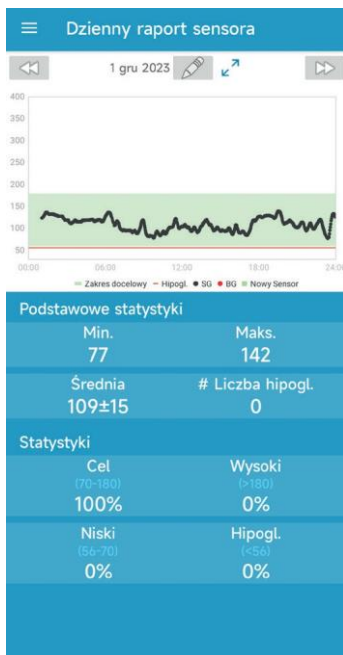 Dzienny raport sensora
1 gru 2023
400
350
300
250
200
150
100
50
00:00 06:00 12:00 18:00 24:00
Zakres docelowy Hipogl. SG BG Nowy Sensor
Podstawowe statystyki
Min. Maks.
77 142
Średnia # Liczba hipogl.
109±15 0
Statystyki
Cel Wysoki
(70-180) (>180)
100% 0%
Niski Hipogl.
(56-70) (<56)
0% 0%